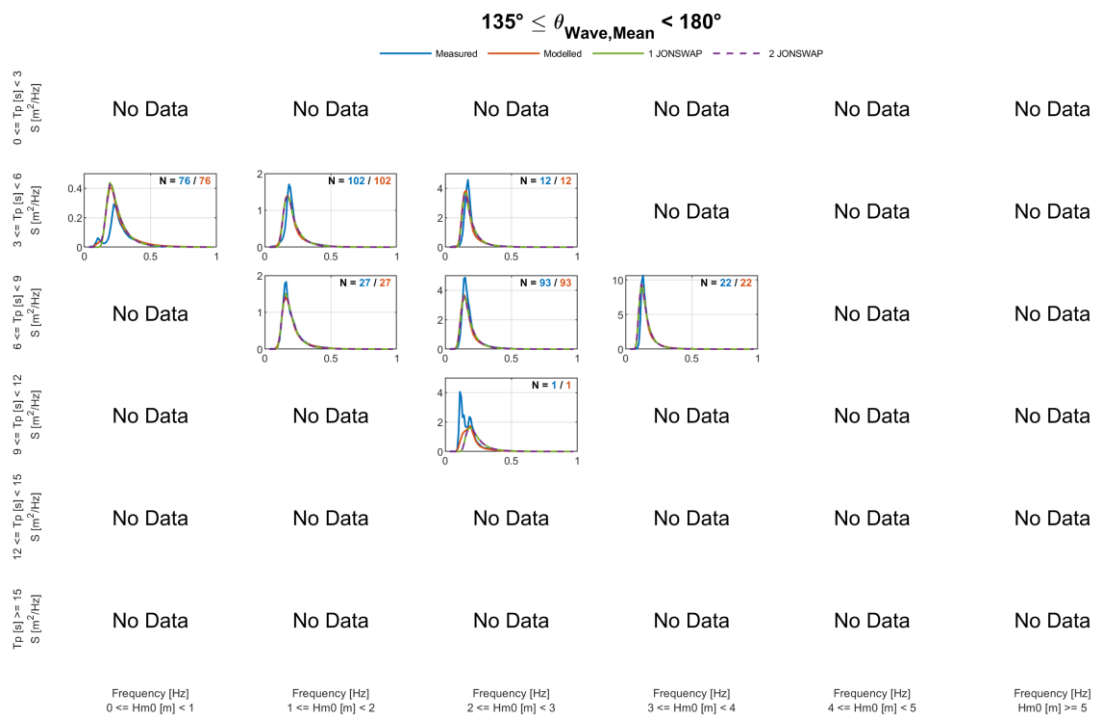 135° ≤ θWave,Mean < 180°
Measured Modelled 1 JONSWAP 2 JONSWAP
0 <= Tp [s] < 3
S [m²/Hz]
No Data No Data No Data No Data No Data No Data
3 <= Tp [s] < 6
S [m²/Hz]
0.4
0.2
0
0 0.5 1
N = 76 / 76
2
1
0
0 0.5 1
N = 102 / 102
4
2
0
0 0.5 1
N = 12 / 12
No Data No Data No Data
6 <= Tp [s] < 9
S [m²/Hz]
No Data
2
1
0
0 0.5 1
N = 27 / 27
4
2
0
0 0.5 1
N = 93 / 93
10
5
0
0 0.5 1
N = 22 / 22
No Data No Data
9 <= Tp [s] < 12
S [m²/Hz]
No Data No Data
4
2
0
0 0.5 1
N = 1 / 1
No Data No Data No Data
12 <= Tp [s] < 15
S [m²/Hz]
No Data No Data No Data No Data No Data No Data
Tp [s] >= 15
S [m²/Hz]
No Data No Data No Data No Data No Data No Data
Frequency [Hz] Frequency [Hz] Frequency [Hz] Frequency [Hz] Frequency [Hz] Frequency [Hz]
0 <= Hm0 [m] < 1 1 <= Hm0 [m] < 2 2 <= Hm0 [m] < 3 3 <= Hm0 [m] < 4 4 <= Hm0 [m] < 5 Hm0 [m] >= 5